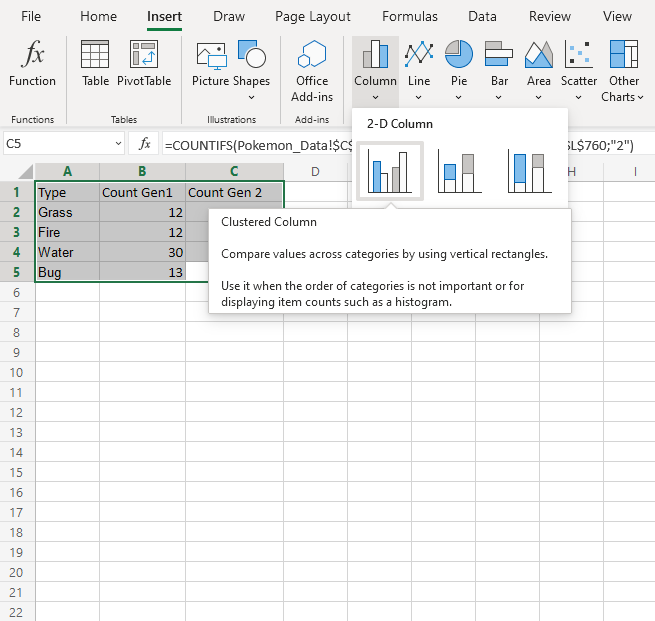 File Home Insert Draw Page Layout Formulas Data Review View
Function Table PivotTable Picture Shapes Office Add-ins Column Line Pie Bar Area Scatter Other Charts
Functions Tables Illustrations Add-ins
2-D Column
C5 fx =COUNTIFS(Pokemon_Data!$C$ $L$760;"2")
A B C D H I
1 Type Count Gen1 Count Gen 2
2 Grass 12
3 Fire 12
4 Water 30
5 Bug 13
Clustered Column
Compare values across categories by using vertical rectangles.
Use it when the order of categories is not important or for
displaying item counts such as a histogram.
6
7
8
9
10
11
12
13
14
15
16
17
18
19
20
21
22